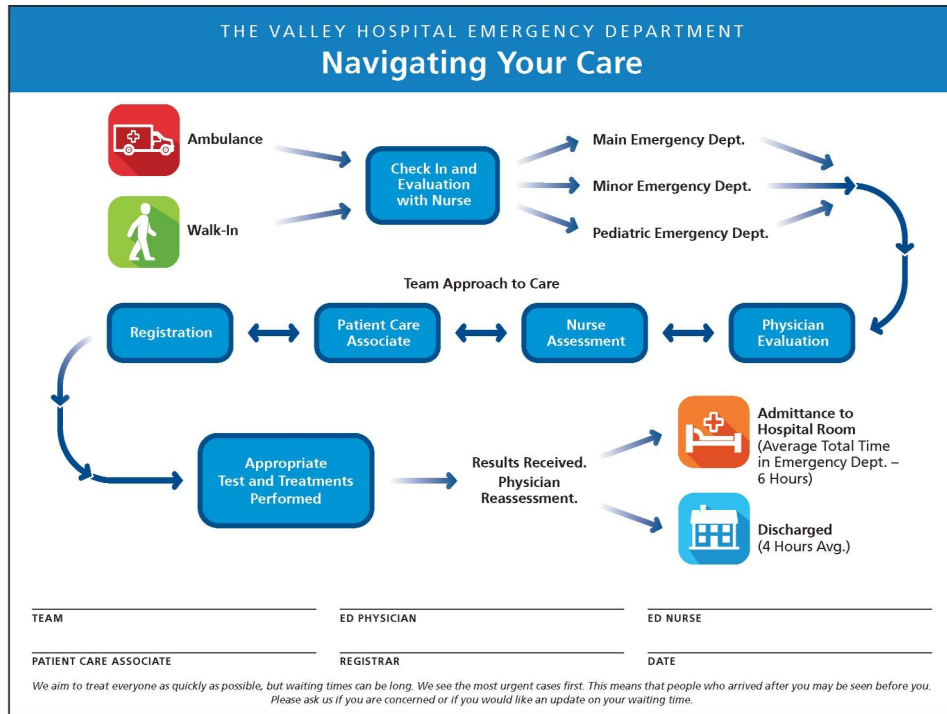 THE VALLEY HOSPITAL EMERGENCY DEPARTMENT
Navigating Your Care
Ambulance
Walk-In
Check In and
Evaluation
with Nurse
Main Emergency Dept.
Minor Emergency Dept.
Pediatric Emergency Dept.
Team Approach to Care
Registration
Patient Care
Associate
Nurse
Assessment
Physician
Evaluation
Appropriate
Test and Treatments
Performed
Results Received.
Physician
Reassessment.
Admittance to
Hospital Room
(Average Total Time
in Emergency Dept. –
6 Hours)
Discharged
(4 Hours Avg.)
TEAM
ED PHYSICIAN
ED NURSE
PATIENT CARE ASSOCIATE
REGISTRAR
DATE
We aim to treat everyone as quickly as possible, but waiting times can be long. We see the most urgent cases first. This means that people who arrived after you may be seen before you.
Please ask us if you are concerned or if you would like an update on your waiting time.